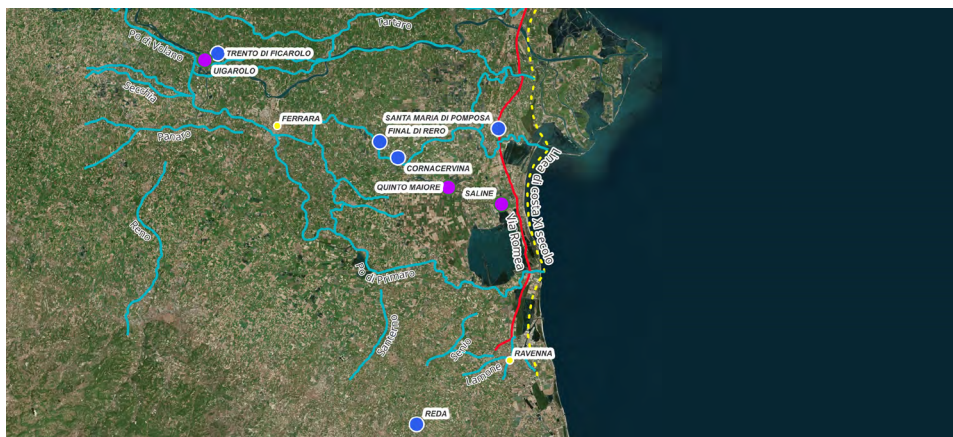 Tartaro
Po di Volano
TRENTO DI FICAROLO
UIGAROLO
Secchia
FERRARA
SANTA MARIA DI POMPOSA
FINAL DI RERO
Panaro
CORNACERVINA
Linea di costa XI secolo
QUINTO MAIORE
SALINE
Via Romea
Reno
Po di Primaro
Santerno
Senio
RAVENNA
Lamone
REDA